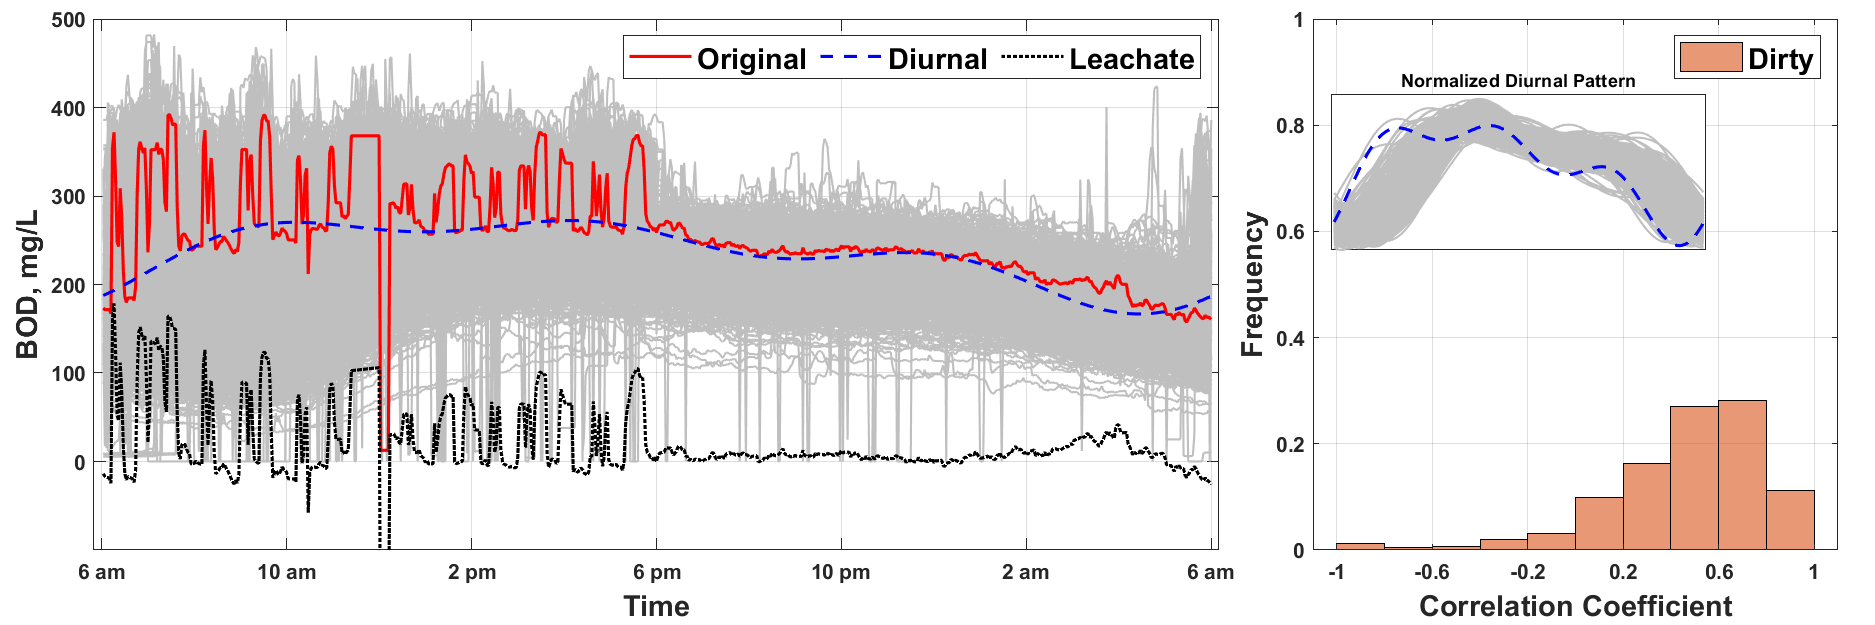 BOD, mg/L
500
400
300
200
100
0
Original Diurnal Leachate
6 am 10 am 2 pm 6 pm 10 pm 2 am 6 am
Time
Frequency
1
0.8
0.6
0.4
0.2
0
Dirty
Normalized Diurnal Pattern
-1 -0.6 -0.2 0.2 0.6 1
Correlation Coefficient